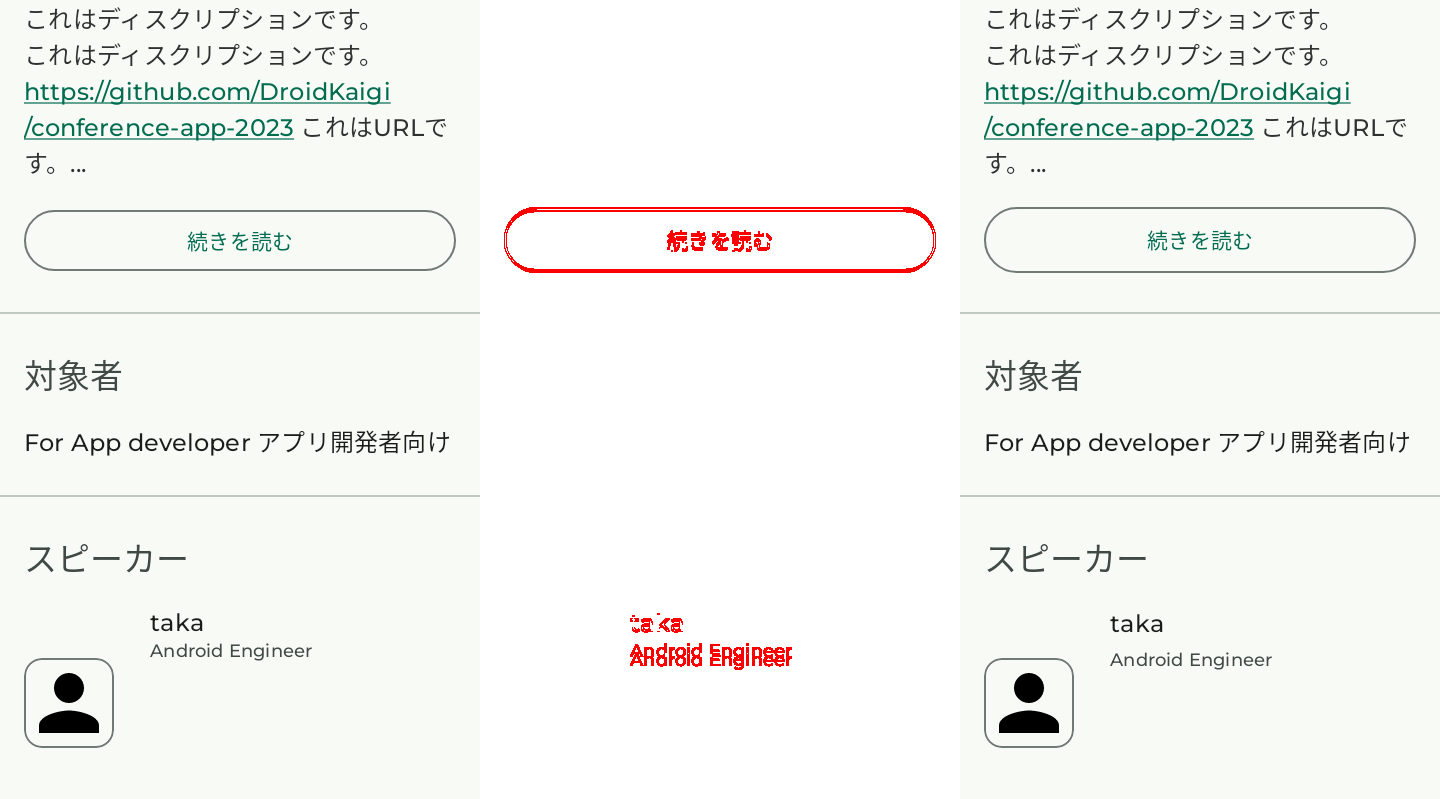 これはディスクリプションです。
これはディスクリプションです。
https://github.com/DroidKaigi
/conference-app-2023 これはURLで
す。...
続きを読む
対象者
For App developer アプリ開発者向け
スピーカー
taka
Android Engineer
続きを読む
taka
Android Engineer
Android Engineer
これはディスクリプションです。
これはディスクリプションです。
https://github.com/DroidKaigi
/conference-app-2023 これはURLで
す。...
続きを読む
対象者
For App developer アプリ開発者向け
スピーカー
taka
Android Engineer